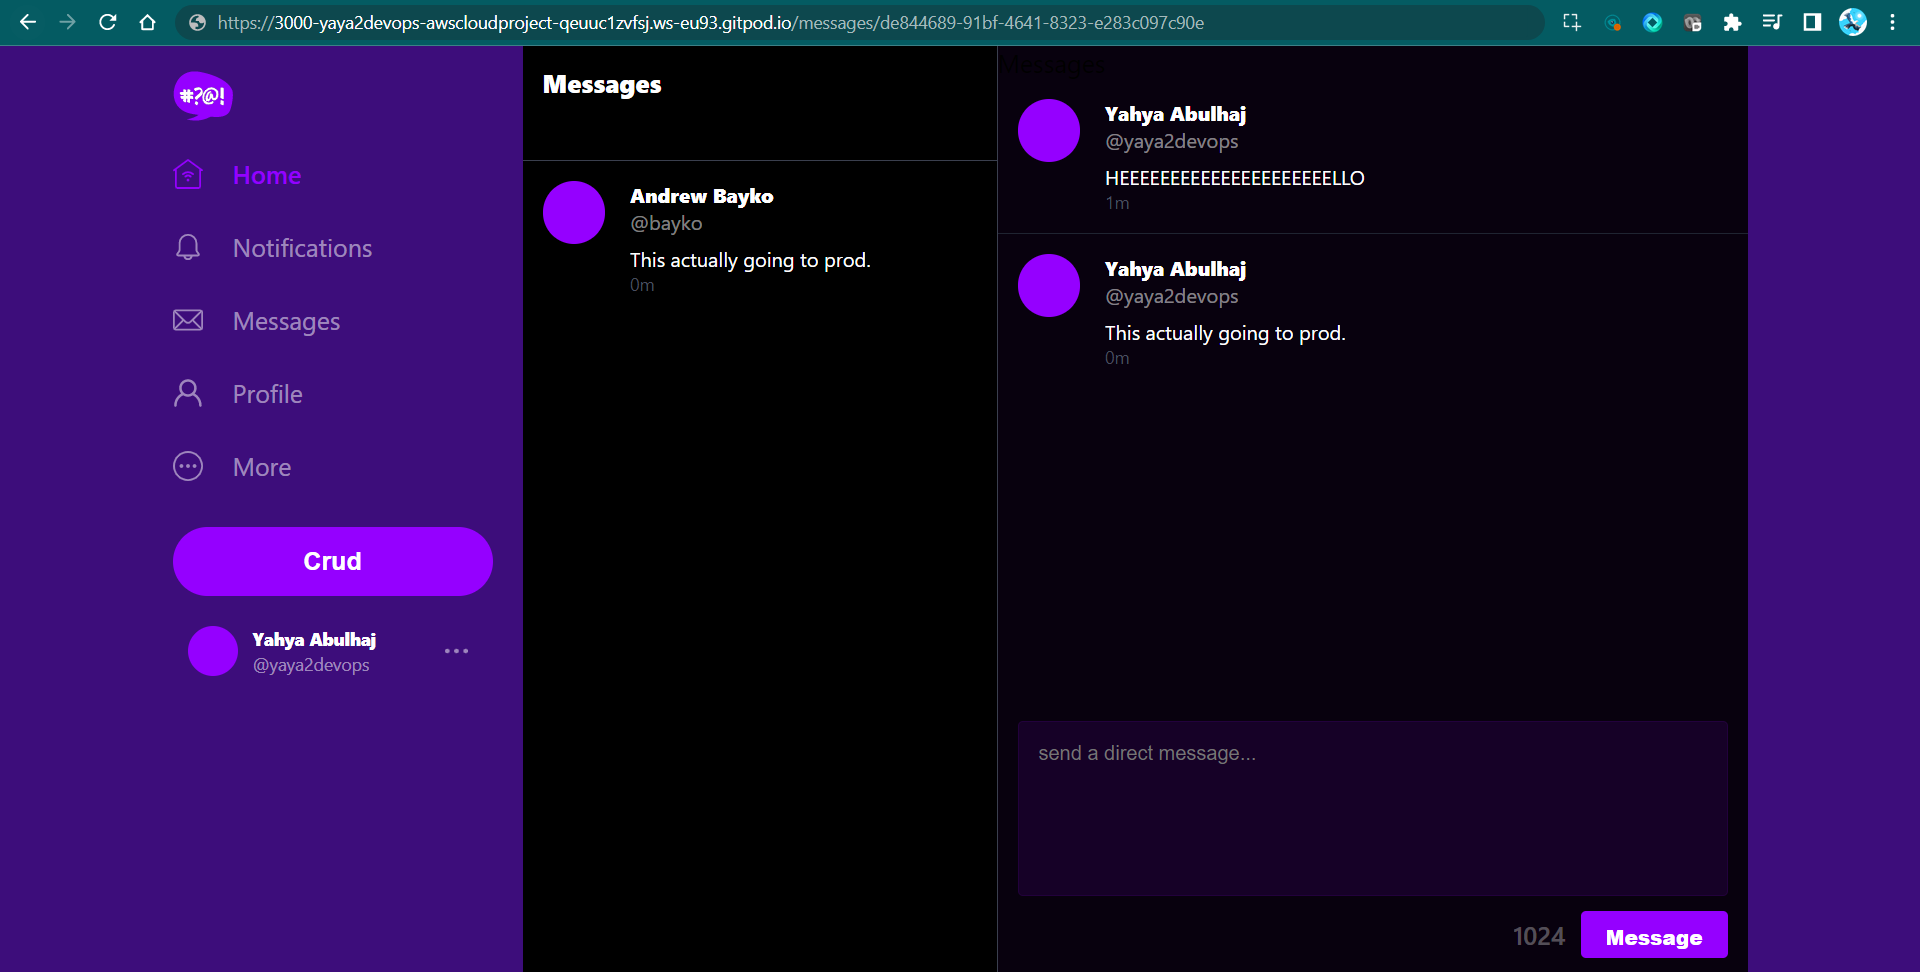 https://3000-yaya2devops-awscloudproject-qeuuc1zvfsj.ws-eu93.gitpod.io/messages/de844689-91bf-4641-8323-e283c097c90e
#?@!
Home
Notifications
Messages
Profile
More
Crud
Yahya Abulhaj
@yaya2devops
Messages
Andrew Bayko
@bayko
This actually going to prod.
0m
Messages
Yahya Abulhaj
@yaya2devops
HEEEEEEEEEEEEEEEEEEEEELLO
1m
Yahya Abulhaj
@yaya2devops
This actually going to prod.
0m
send a direct message...
1024
Message